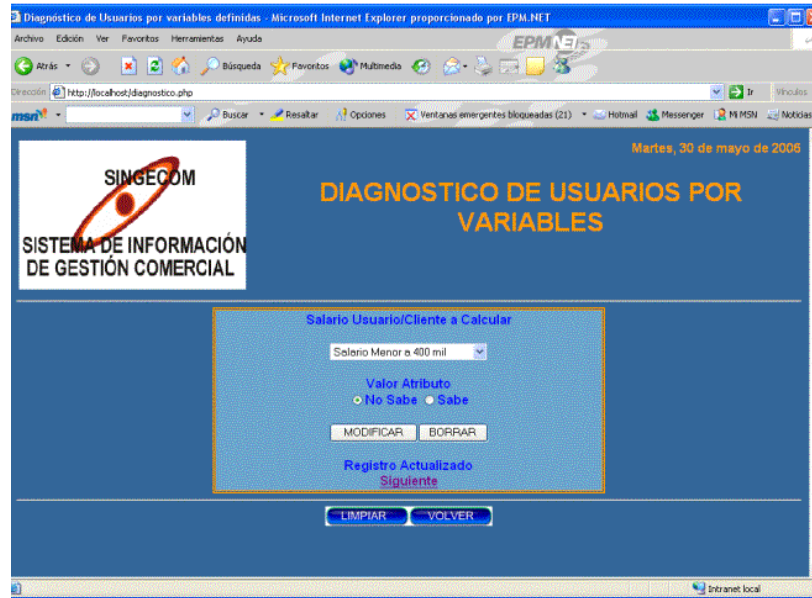 Diagnóstico de Usuarios por variables definidas - Microsoft Internet Explorer proporcionado por EPM.NET
Archivo Edición Ver Favoritos Herramientas Ayuda
EPMNET
Atrás Búsqueda Favoritos Multimedia
Dirección http://localhost/diagnostico.php Ir Vínculos
msn Buscar Resaltar Opciones Ventanas emergentes bloqueadas (21) Hotmail Messenger Mi MSN Noticias
Martes, 30 de mayo de 2006
SINGECOM
SISTEMA DE INFORMACIÓN
DE GESTIÓN COMERCIAL
DIAGNOSTICO DE USUARIOS POR
VARIABLES
Salario Usuario/Cliente a Calcular
Salario Menor a 400 mil
Valor Atributo
No Sabe Sabe
MODIFICAR BORRAR
Registro Actualizado
Siguiente
LIMPIAR VOLVER
Intranet local